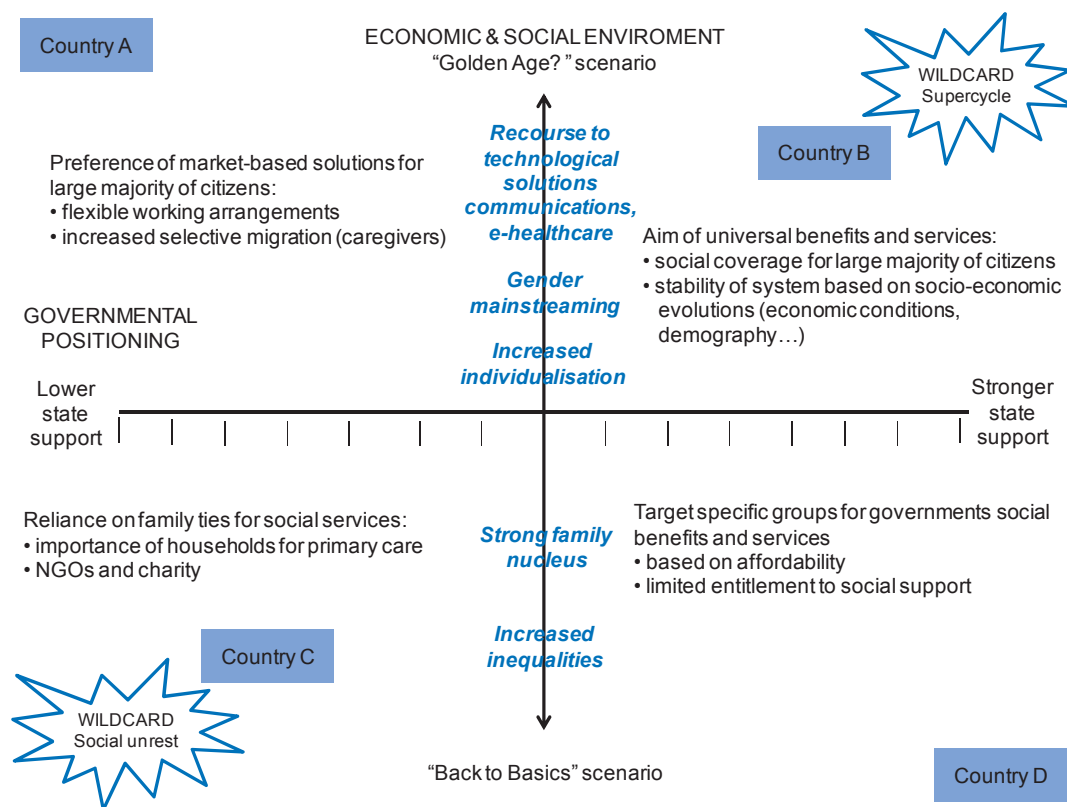 Country A
ECONOMIC & SOCIAL ENVIROMENT
“Golden Age?” scenario
WILDCARD
Supercycle
Country B
Preference of market-based solutions for
large majority of citizens:
• flexible working arrangements
• increased selective migration (caregivers)
Recourse to
technological
solutions
communications,
e-healthcare
Gender
mainstreaming
Increased
individualisation
Aim of universal benefits and services:
• social coverage for large majority of citizens
• stability of system based on socio-economic
evolutions (economic conditions,
demography…)
GOVERNMENTAL
POSITIONING
Lower
state
support
Stronger
state
support
Reliance on family ties for social services:
• importance of households for primary care
• NGOs and charity
Strong family
nucleus
Increased
inequalities
Target specific groups for governments social
benefits and services
• based on affordability
• limited entitlement to social support
Country C
WILDCARD
Social unrest
“Back to Basics” scenario
Country D